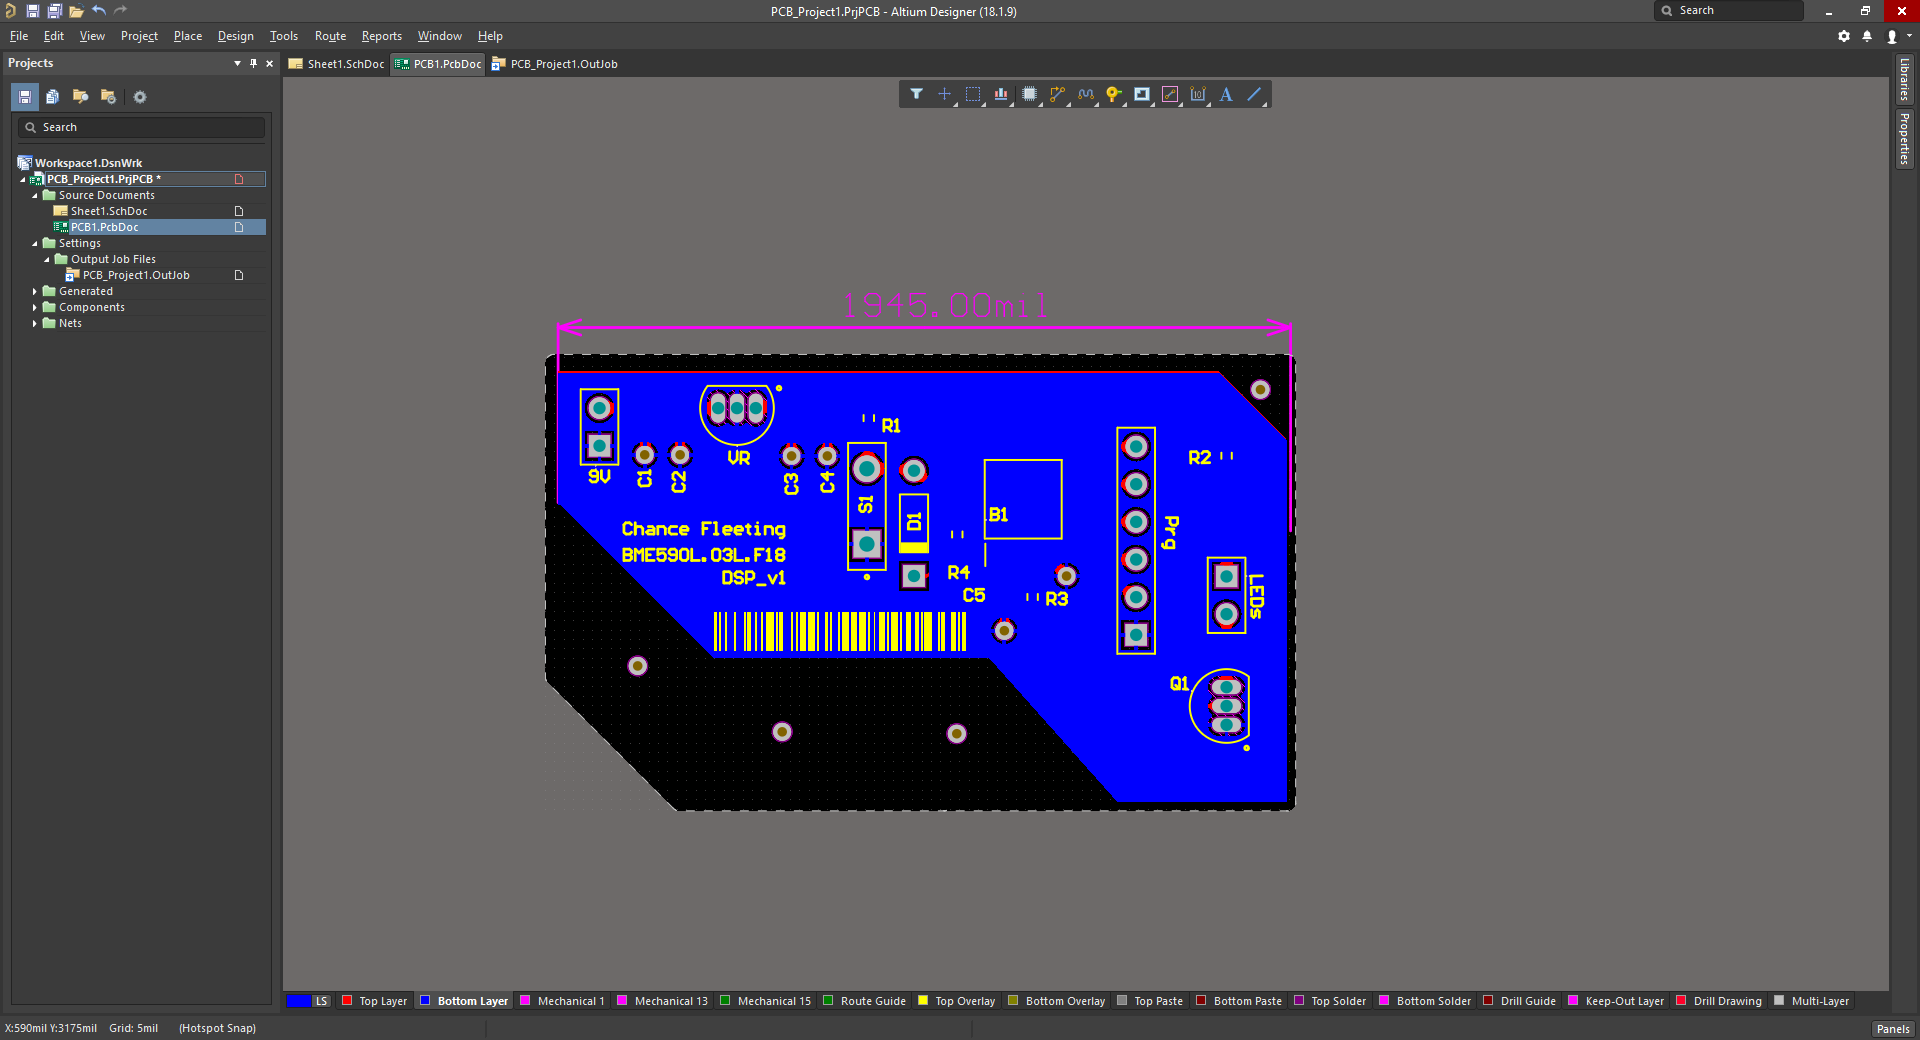 PCB_Project1.PrjPCB - Altium Designer (18.1.9)
Search
File Edit View Project Place Design Tools Route Reports Window Help
Projects
Sheet1.SchDoc
PCB1.PcbDoc
PCB_Project1.OutJob
Search
Workspace1.DsnWrk
PCB_Project1.PrjPCB *
Source Documents
Sheet1.SchDoc
PCB1.PcbDoc
Settings
Output Job Files
PCB_Project1.OutJob
Generated
Components
Nets
Libraries
Properties
1945.00mil
9V
C1
C2
VR
C3
C4
R1
S1
D1
B1
R2
Prg
Chance Fleeting
BME590L.03L.F18
DSP_v1
R4
C5
R3
LEDs
Q1
LS Top Layer Bottom Layer Mechanical 1 Mechanical 13 Mechanical 15 Route Guide Top Overlay Bottom Overlay Top Paste Bottom Paste Top Solder Bottom Solder Drill Guide Keep-Out Layer Drill Drawing Multi-Layer
X:590mil Y:3175mil Grid: 5mil (Hotspot Snap)
Panels